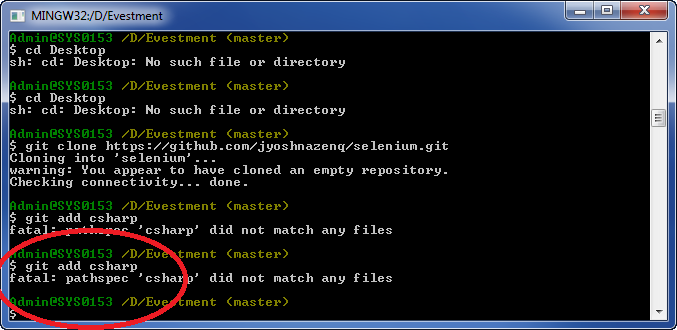 MINGW32:/D/Evestment
Admin@SYS0153 /D/Evestment (master)
$ cd Desktop
sh: cd: Desktop: No such file or directory
Admin@SYS0153 /D/Evestment (master)
$ cd Desktop
sh: cd: Desktop: No such file or directory
Admin@SYS0153 /D/Evestment (master)
$ git clone https://github.com/jyoshnazenq/selenium.git
Cloning into 'selenium'...
warning: You appear to have cloned an empty repository.
Checking connectivity... done.
Admin@SYS0153 /D/Evestment (master)
$ git add csharp
fatal: pathspec 'csharp' did not match any files
Admin@SYS0153 /D/Evestment (master)
$ git add csharp
fatal: pathspec 'csharp' did not match any files
Admin@SYS0153 /D/Evestment (master)
$